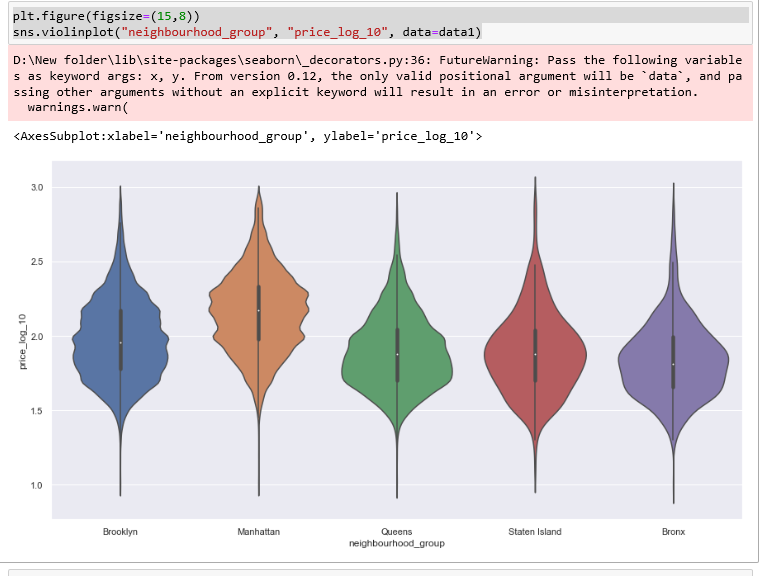 plt.figure(figsize=(15,8))
sns.violinplot("neighbourhood_group", "price_log_10", data=data1)
D:\New folder\lib\site-packages\seaborn\_decorators.py:36: FutureWarning: Pass the following variable
s as keyword args: x, y. From version 0.12, the only valid positional argument will be `data`, and pa
ssing other arguments without an explicit keyword will result in an error or misinterpretation.
  warnings.warn(
<AxesSubplot:xlabel='neighbourhood_group', ylabel='price_log_10'>
3.0
2.5
2.0
1.5
1.0
price_log_10
Brooklyn Manhattan Queens Staten Island Bronx
neighbourhood_group